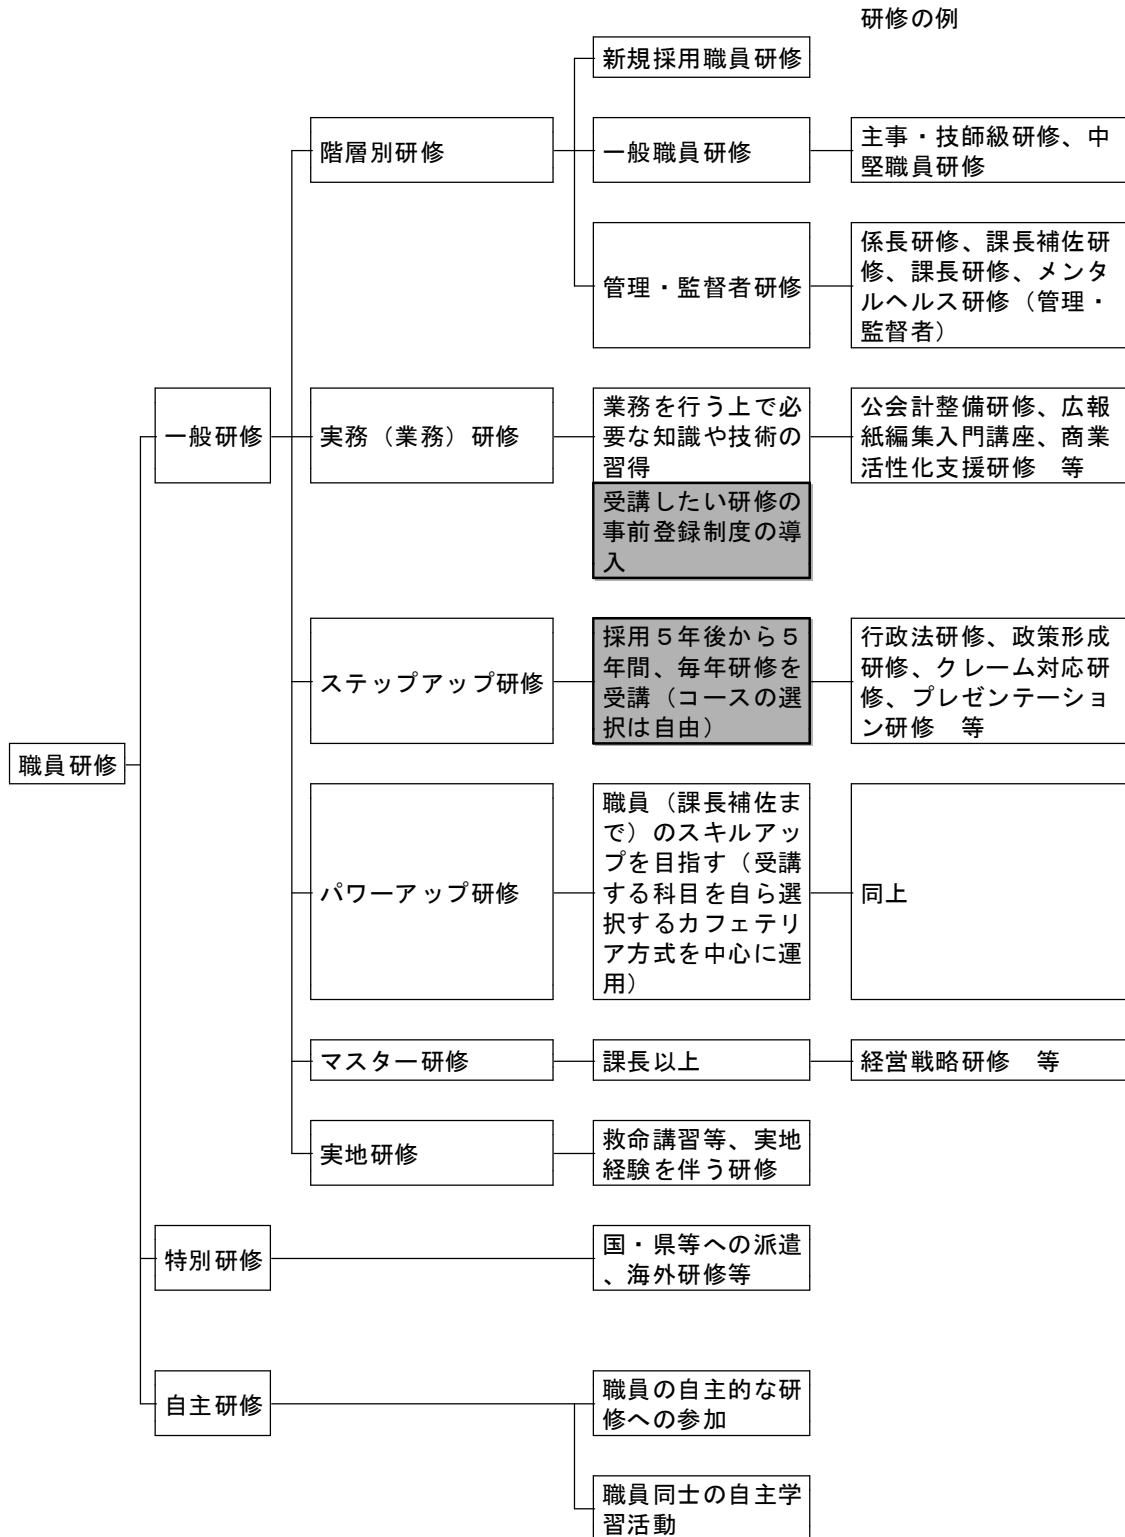 研修の例
新規採用職員研修
階層別研修
一般職員研修
主事・技師級研修、中
堅職員研修
管理・監督者研修
係長研修、課長補佐研
修、課長研修、メンタ
ルヘルス研修（管理・
監督者）
一般研修
実務（業務）研修
業務を行う上で必
要な知識や技術の
習得
公会計整備研修、広報
紙編集入門講座、商業
活性化支援研修　等
受講したい研修の
事前登録制度の導
入
ステップアップ研修
採用５年後から５
年間、毎年研修を
受講（コースの選
択は自由）
行政法研修、政策形成
研修、クレーム対応研
修、プレゼンテーショ
ン研修　等
職員研修
パワーアップ研修
職員（課長補佐ま
で）のスキルアッ
プを目指す（受講
する科目を自ら選
択するカフェテリ
ア方式を中心に運
用）
同上
マスター研修
課長以上
経営戦略研修　等
実地研修
救命講習等、実地
経験を伴う研修
特別研修
国・県等への派遣
、海外研修等
自主研修
職員の自主的な研
修への参加
職員同士の自主学
習活動